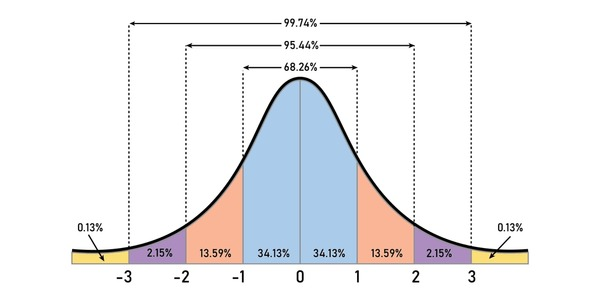 99.74%
95.44%
68.26%
0.13% 0.13%
2.15% 13.59% 34.13% 34.13% 13.59% 2.15%
-3 -2 -1 0 1 2 3